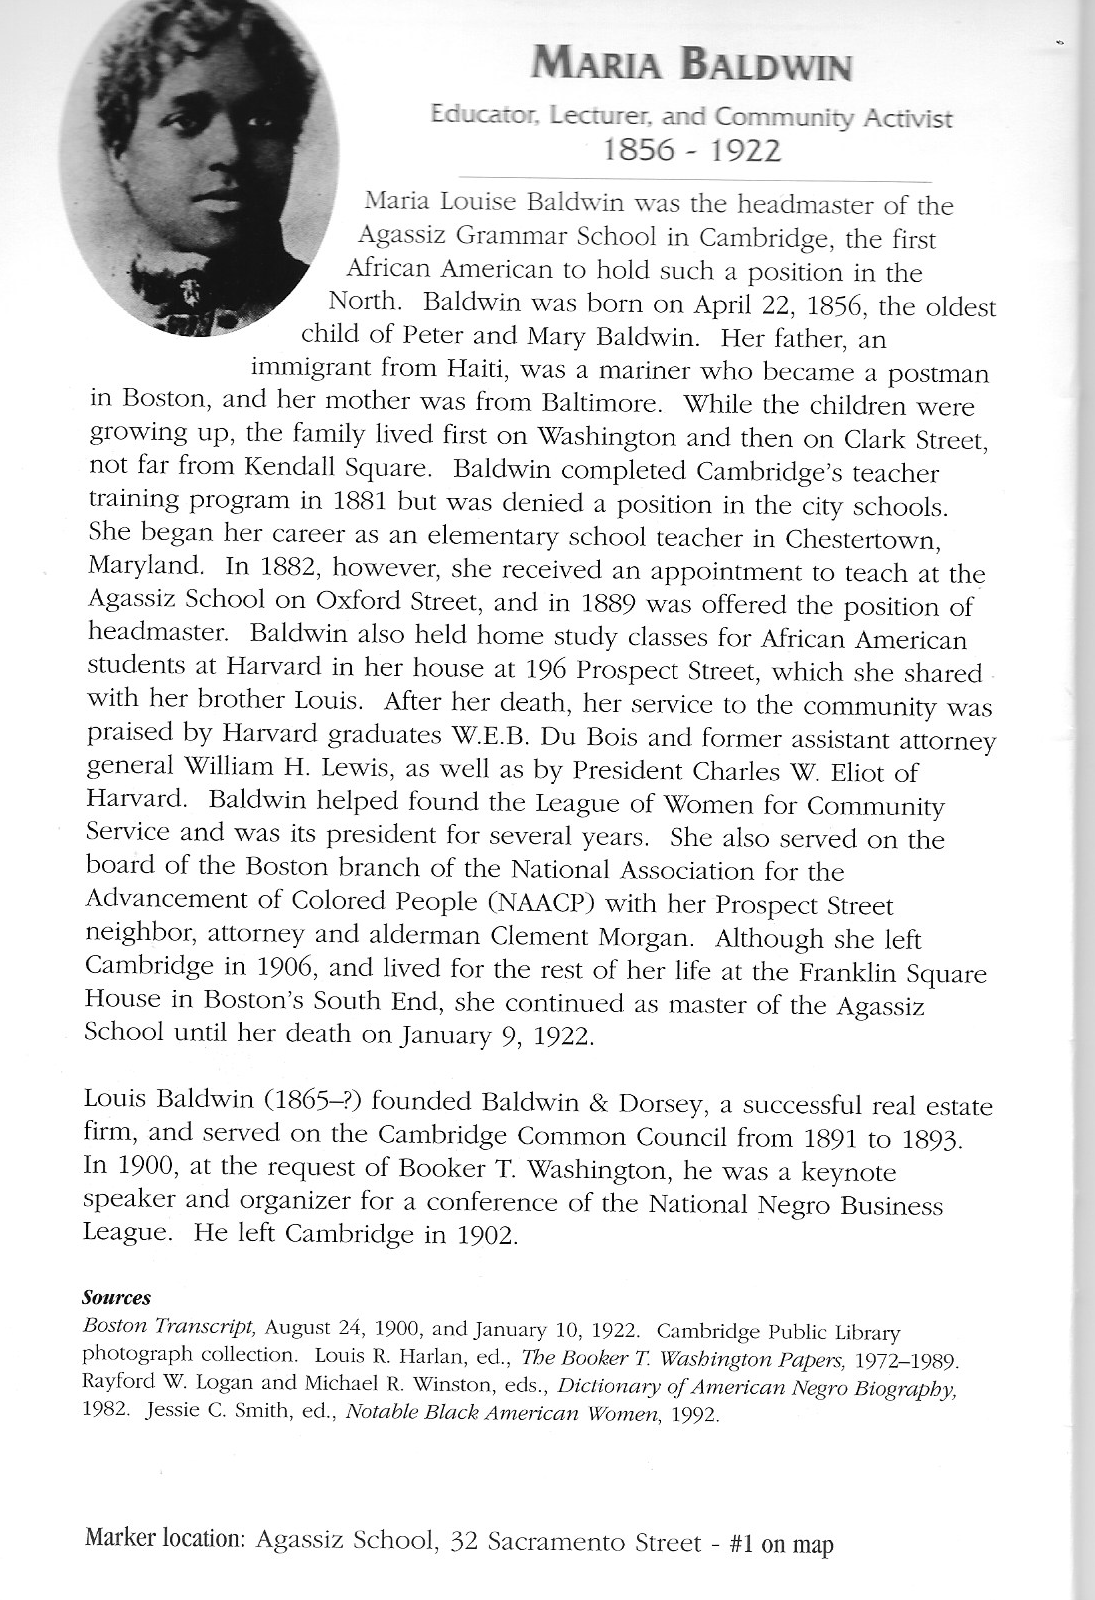 MARIA BALDWIN
Educator, Lecturer, and Community Activist
1856 - 1922
Maria Louise Baldwin was the headmaster of the
Agassiz Grammar School in Cambridge, the first
African American to hold such a position in the
North. Baldwin was born on April 22, 1856, the oldest
child of Peter and Mary Baldwin. Her father, an
immigrant from Haiti, was a mariner who became a postman
in Boston, and her mother was from Baltimore. While the children were
growing up, the family lived first on Washington and then on Clark Street,
not far from Kendall Square. Baldwin completed Cambridge's teacher
training program in 1881 but was denied a position in the city schools.
She began her career as an elementary school teacher in Chestertown,
Maryland. In 1882, however, she received an appointment to teach at the
Agassiz School on Oxford Street, and in 1889 was offered the position of
headmaster. Baldwin also held home study classes for African American
students at Harvard in her house at 196 Prospect Street, which she shared
with her brother Louis. After her death, her service to the community was
praised by Harvard graduates W.E.B. Du Bois and former assistant attorney
general William H. Lewis, as well as by President Charles W. Eliot of
Harvard. Baldwin helped found the League of Women for Community
Service and was its president for several years. She also served on the
board of the Boston branch of the National Association for the
Advancement of Colored People (NAACP) with her Prospect Street
neighbor, attorney and alderman Clement Morgan. Although she left
Cambridge in 1906, and lived for the rest of her life at the Franklin Square
House in Boston's South End, she continued as master of the Agassiz
School until her death on January 9, 1922.
Louis Baldwin (1865–?) founded Baldwin & Dorsey, a successful real estate
firm, and served on the Cambridge Common Council from 1891 to 1893.
In 1900, at the request of Booker T. Washington, he was a keynote
speaker and organizer for a conference of the National Negro Business
League. He left Cambridge in 1902.
Sources
Boston Transcript, August 24, 1900, and January 10, 1922. Cambridge Public Library
photograph collection. Louis R. Harlan, ed., The Booker T. Washington Papers, 1972–1989.
Rayford W. Logan and Michael R. Winston, eds., Dictionary of American Negro Biography,
1982. Jessie C. Smith, ed., Notable Black American Women, 1992.
Marker location: Agassiz School, 32 Sacramento Street - #1 on map